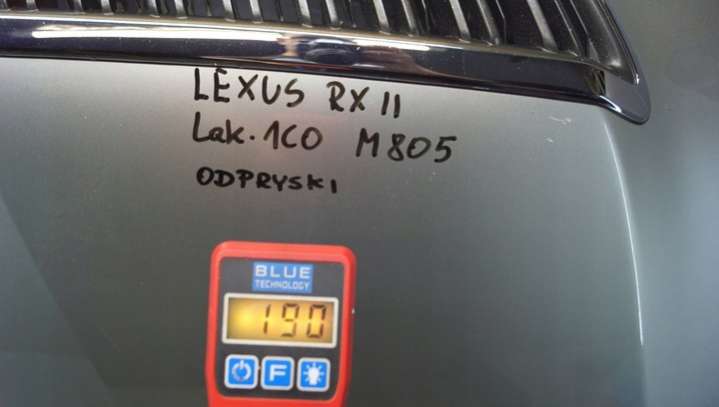 LEXUS RX II
Lak. 1C0 M805
ODPRYSKI
BLUE
TECHNOLOGY
190
F